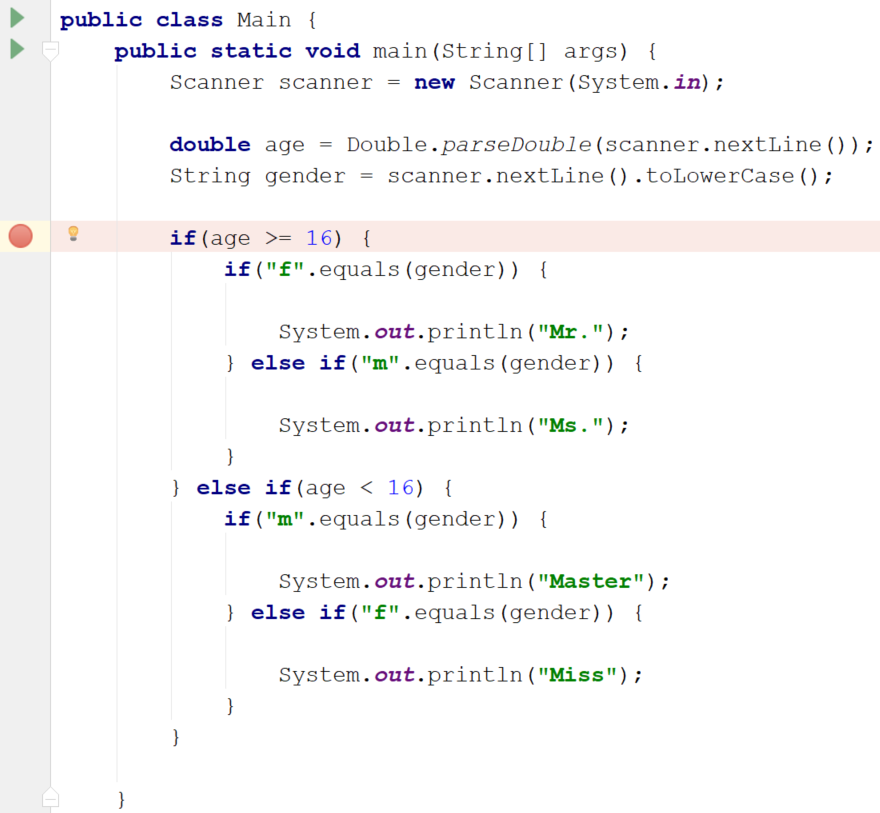 public class Main {
    public static void main(String[] args) {
        Scanner scanner = new Scanner(System.in);
        double age = Double.parseDouble(scanner.nextLine());
        String gender = scanner.nextLine().toLowerCase();
        if(age >= 16) {
            if("f".equals(gender)) {
                System.out.println("Mr.");
            } else if("m".equals(gender)) {
                System.out.println("Ms.");
            }
        } else if(age < 16) {
            if("m".equals(gender)) {
                System.out.println("Master");
            } else if("f".equals(gender)) {
                System.out.println("Miss");
            }
        }
    }